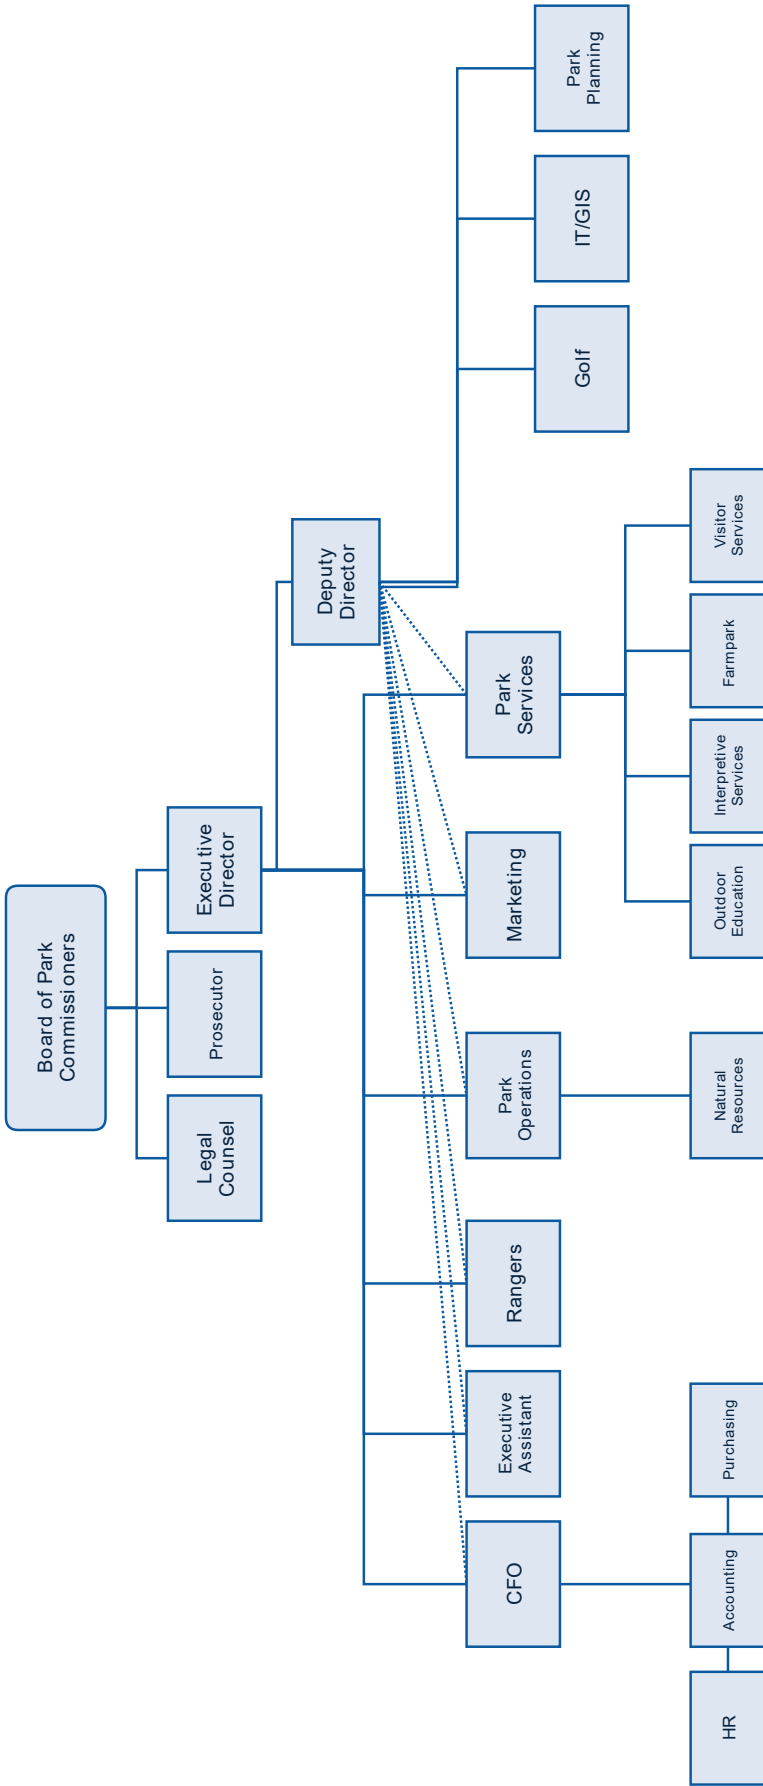 Board of Park
Commissioners
Legal
Counsel
Prosecutor
Executive
Director
Deputy
Director
CFO
Executive
Assistant
Rangers
Park
Operations
Marketing
Park
Services
Golf
IT/GIS
Park
Planning
HR
Accounting
Purchasing
Natural
Resources
Outdoor
Education
Interpretive
Services
Farmpark
Visitor
Services